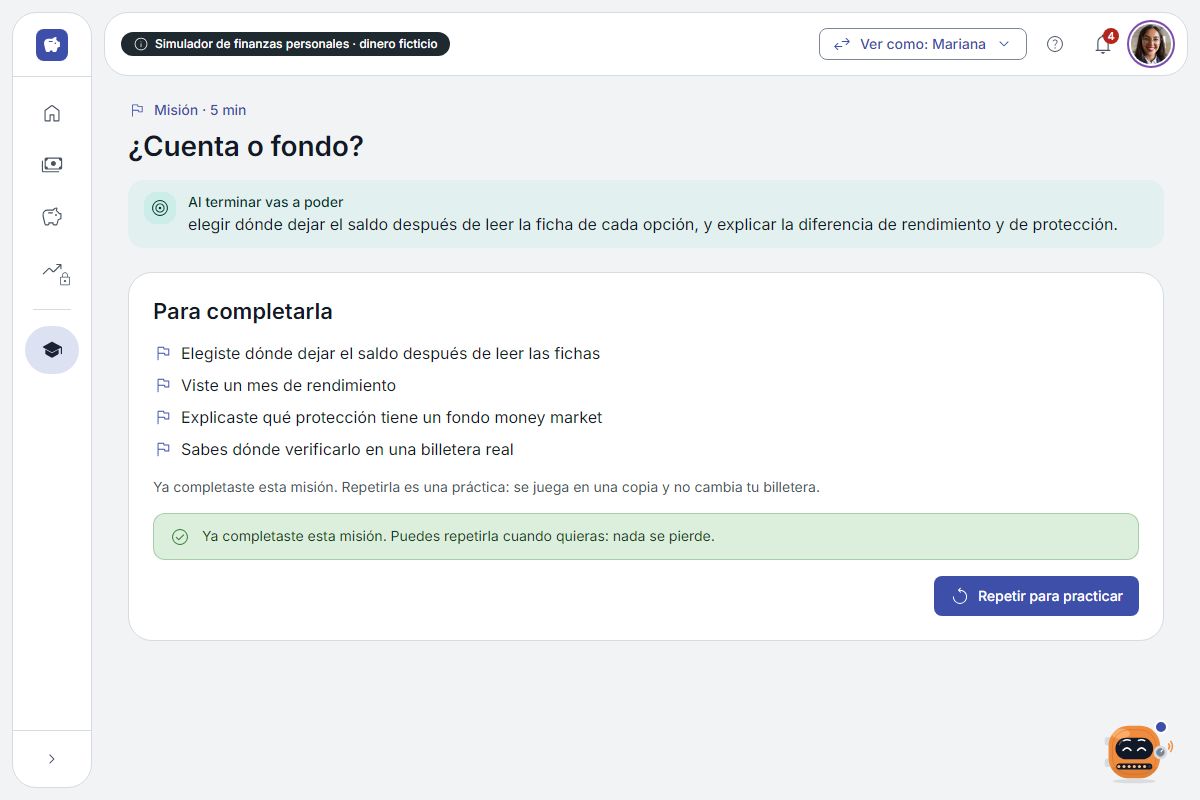 Simulador de finanzas personales · dinero ficticio
Ver como: Mariana
4
Misión · 5 min
¿Cuenta o fondo?
Al terminar vas a poder
elegir dónde dejar el saldo después de leer la ficha de cada opción, y explicar la diferencia de rendimiento y de protección.
Para completarla
Elegiste dónde dejar el saldo después de leer las fichas
Viste un mes de rendimiento
Explicaste qué protección tiene un fondo money market
Sabes dónde verificarlo en una billetera real
Ya completaste esta misión. Repetirla es una práctica: se juega en una copia y no cambia tu billetera.
Ya completaste esta misión. Puedes repetirla cuando quieras: nada se pierde.
Repetir para practicar